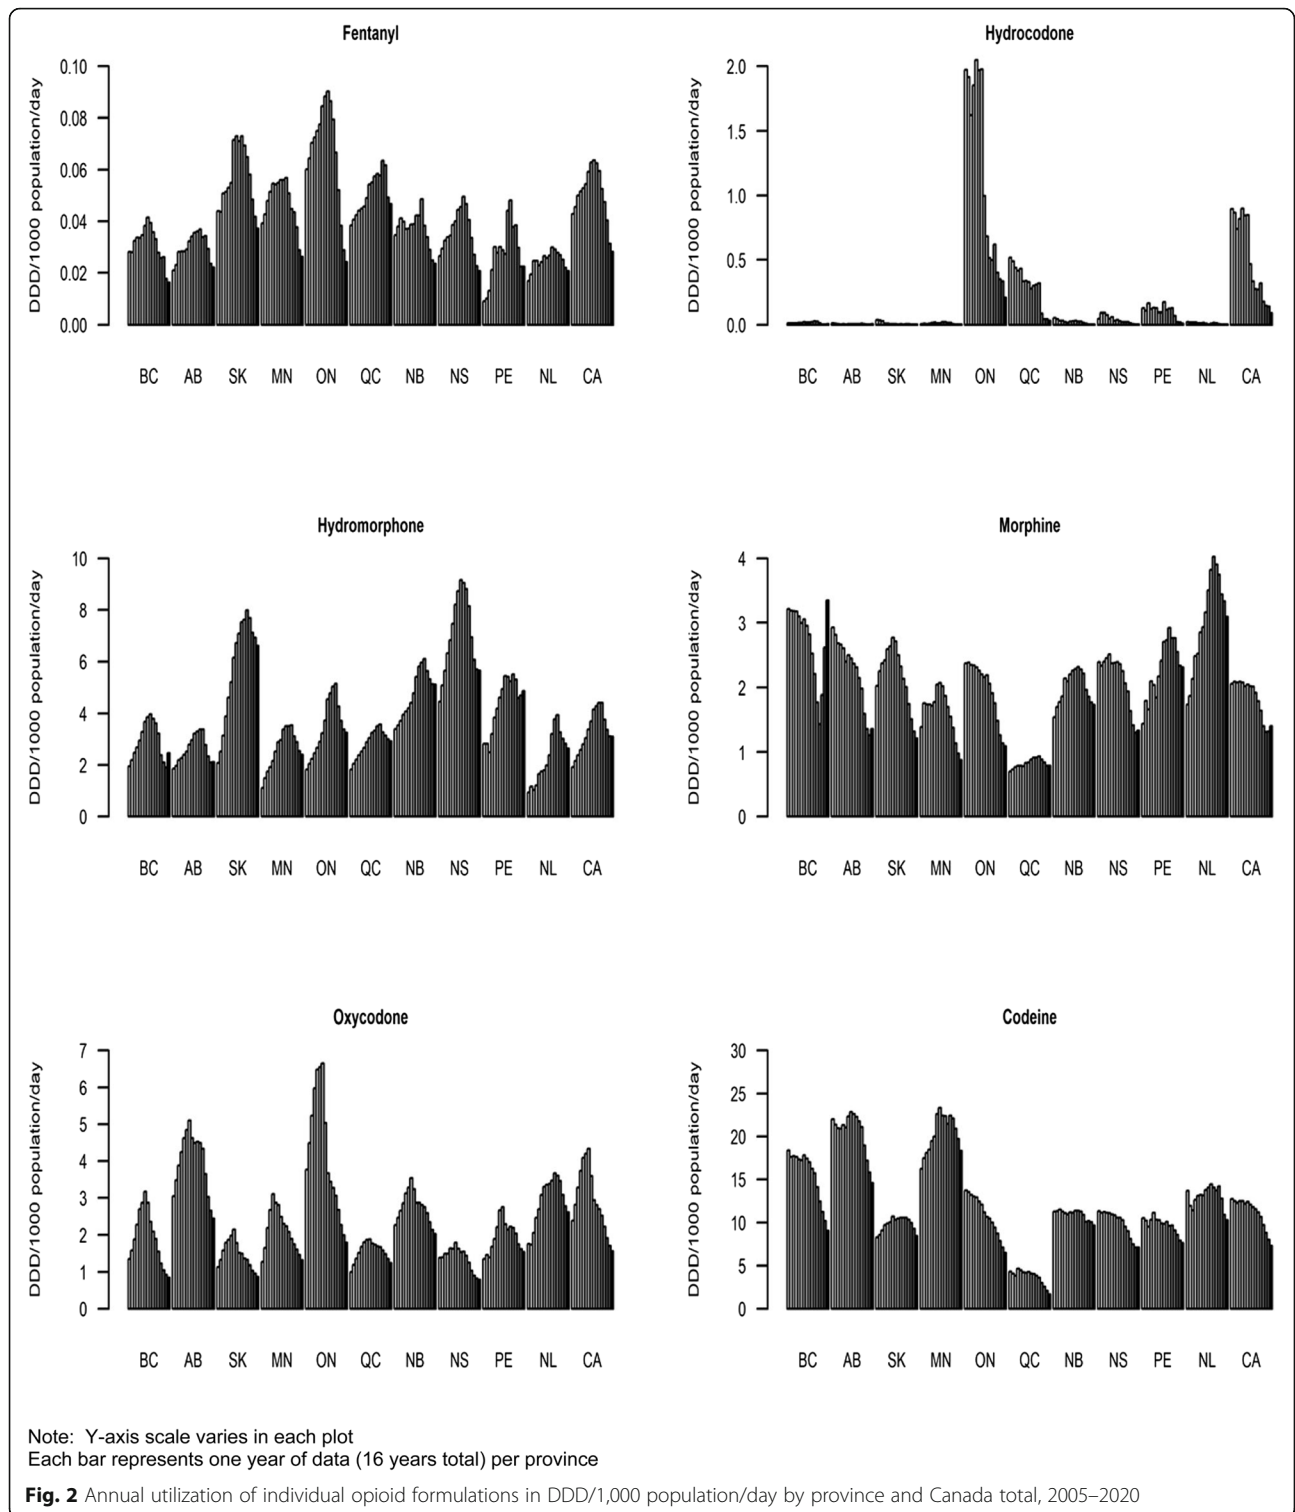 Fentanyl
DDD/1000 population/day
0.10
0.08
0.06
0.04
0.02
0.00
BC AB SK MN ON QC NB NS PE NL CA
Hydrocodone
DDD/1000 population/day
2.0
1.5
1.0
0.5
0.0
BC AB SK MN ON QC NB NS PE NL CA
Hydromorphone
DDD/1000 population/day
10
8
6
4
2
0
BC AB SK MN ON QC NB NS PE NL CA
Morphine
DDD/1000 population/day
4
3
2
1
0
BC AB SK MN ON QC NB NS PE NL CA
Oxycodone
DDD/1000 population/day
7
6
5
4
3
2
1
0
BC AB SK MN ON QC NB NS PE NL CA
Codeine
DDD/1000 population/day
30
25
20
15
10
5
0
BC AB SK MN ON QC NB NS PE NL CA
Note: Y-axis scale varies in each plot
Each bar represents one year of data (16 years total) per province
Fig. 2 Annual utilization of individual opioid formulations in DDD/1,000 population/day by province and Canada total, 2005–2020